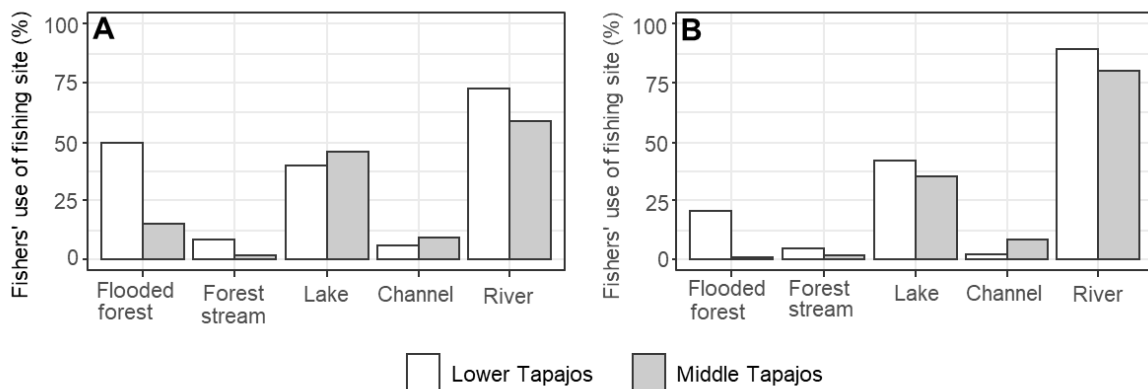 Fishers' use of fishing site (%)
A
100
75
50
25
0
Flooded
forest
Forest
stream
Lake
Channel
River
Fishers' use of fishing site (%)
B
100
75
50
25
0
Flooded
forest
Forest
stream
Lake
Channel
River
Lower Tapajos
Middle Tapajos